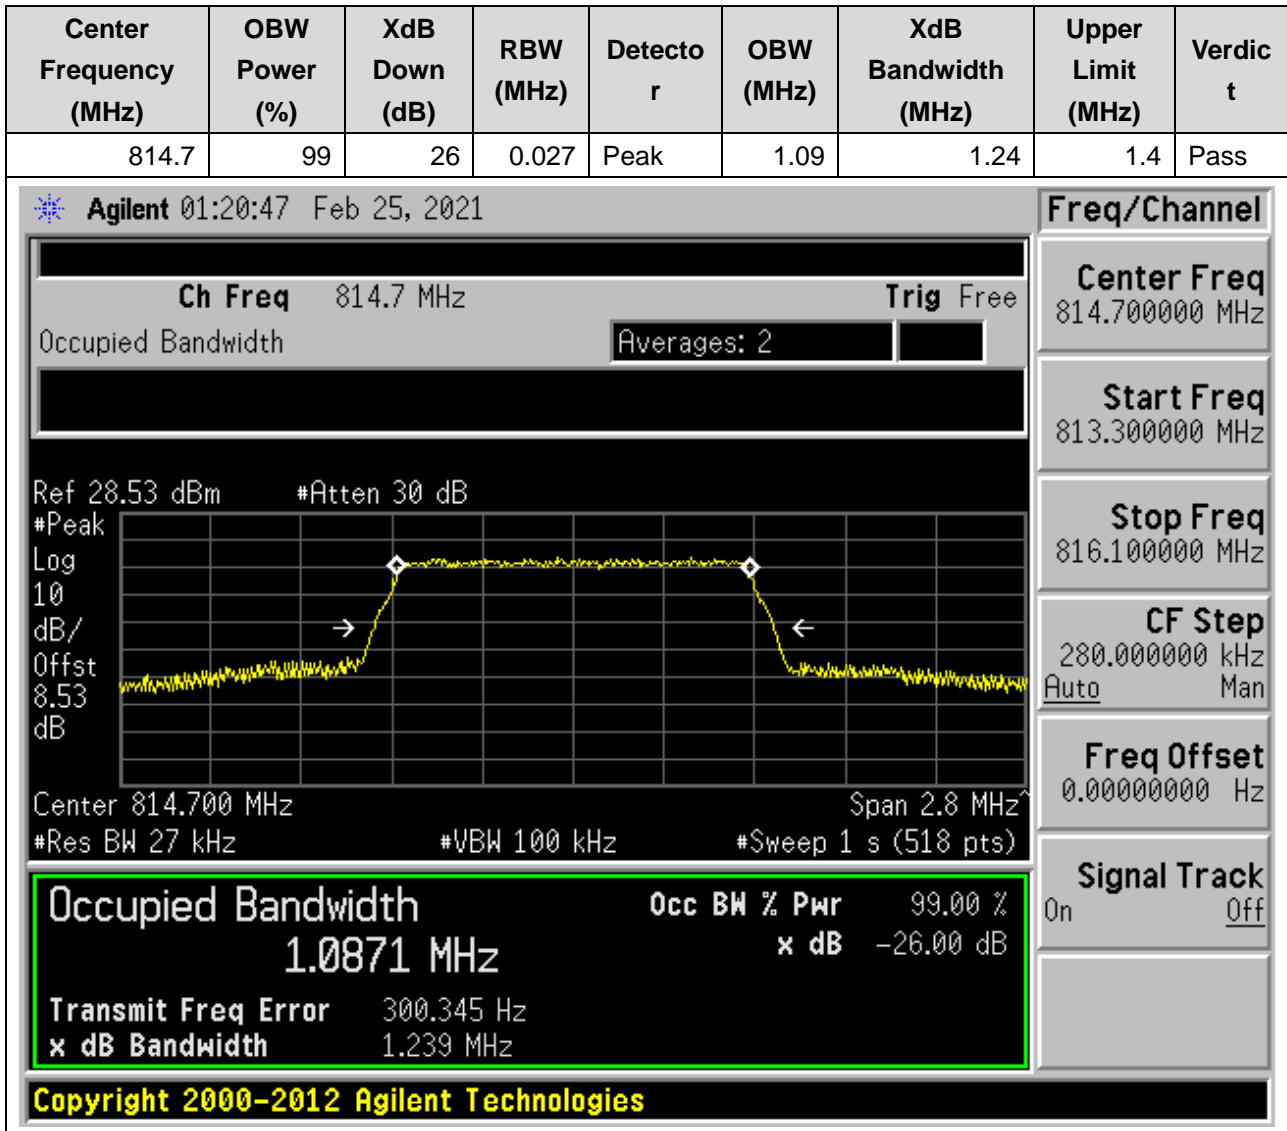 Center Frequency (MHz) OBW Power (%) XdB Down (dB) RBW (MHz) Detecto r OBW (MHz) XdB Bandwidth (MHz) Upper Limit (MHz) Verdic t
814.7 99 26 0.027 Peak 1.09 1.24 1.4 Pass
Agilent 01:20:47 Feb 25, 2021
Freq/Channel
Ch Freq 814.7 MHz Trig Free
Occupied Bandwidth Averages: 2
Center Freq
814.700000 MHz
Start Freq
813.300000 MHz
Stop Freq
816.100000 MHz
CF Step
280.000000 kHz
Auto Man
Freq Offset
0.00000000 Hz
Signal Track
On Off
Ref 28.53 dBm #Atten 30 dB
#Peak
Log
10
dB/
Offst
8.53
dB
Center 814.700 MHz Span 2.8 MHz^
#Res BW 27 kHz #VBW 100 kHz #Sweep 1 s (518 pts)
Occupied Bandwidth Occ BW % Pwr 99.00 %
1.0871 MHz x dB -26.00 dB
Transmit Freq Error 300.345 Hz
x dB Bandwidth 1.239 MHz
Copyright 2000-2012 Agilent Technologies